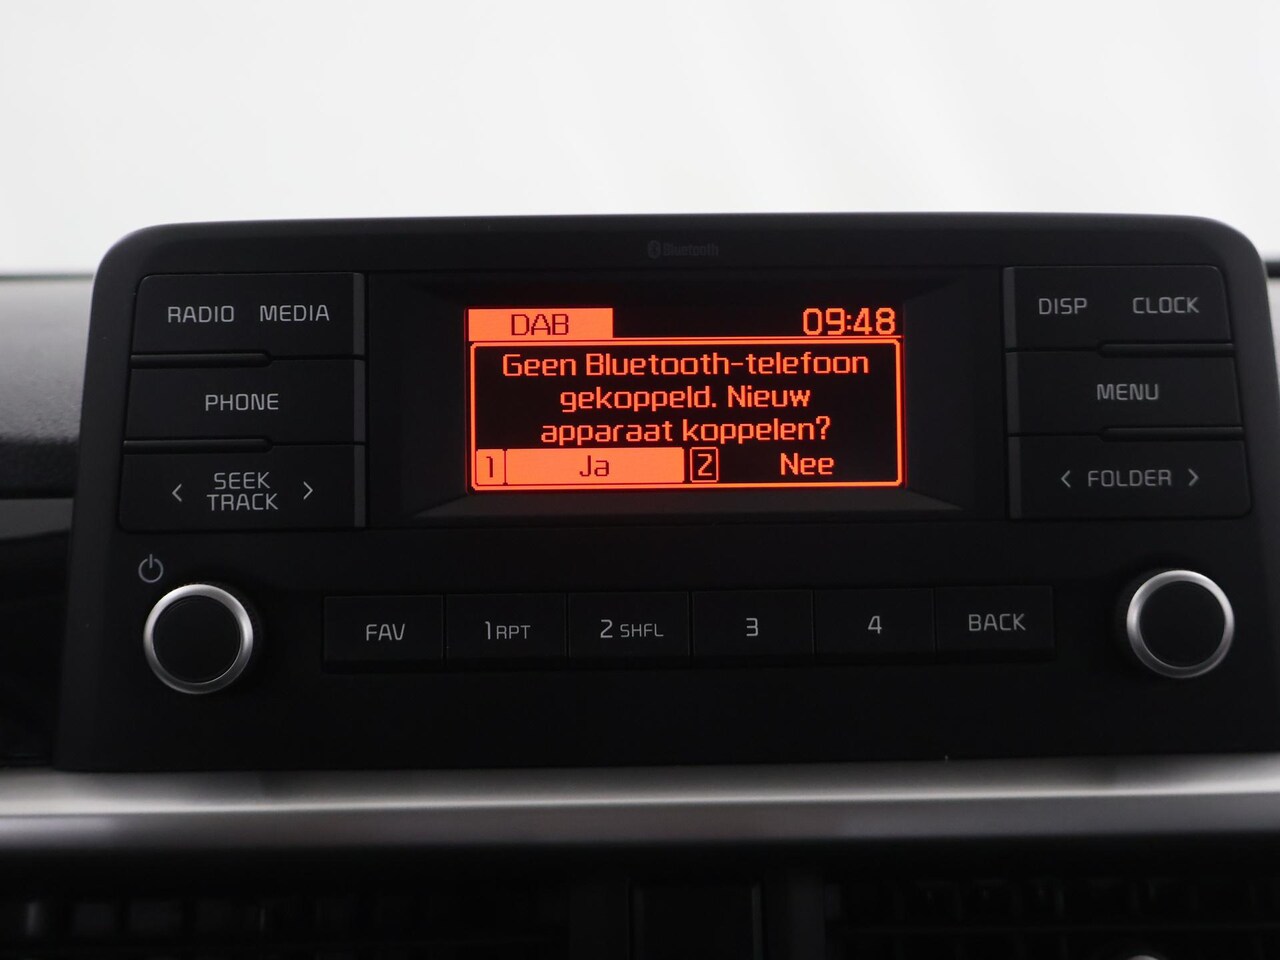 Bluetooth
RADIO MEDIA
PHONE
< SEEK TRACK >
DAB 09:48
Geen Bluetooth-telefoon
gekoppeld. Nieuw
apparaat koppelen?
1 Ja 2 Nee
DISP CLOCK
MENU
< FOLDER >
FAV 1 RPT 2 SHFL 3 4 BACK